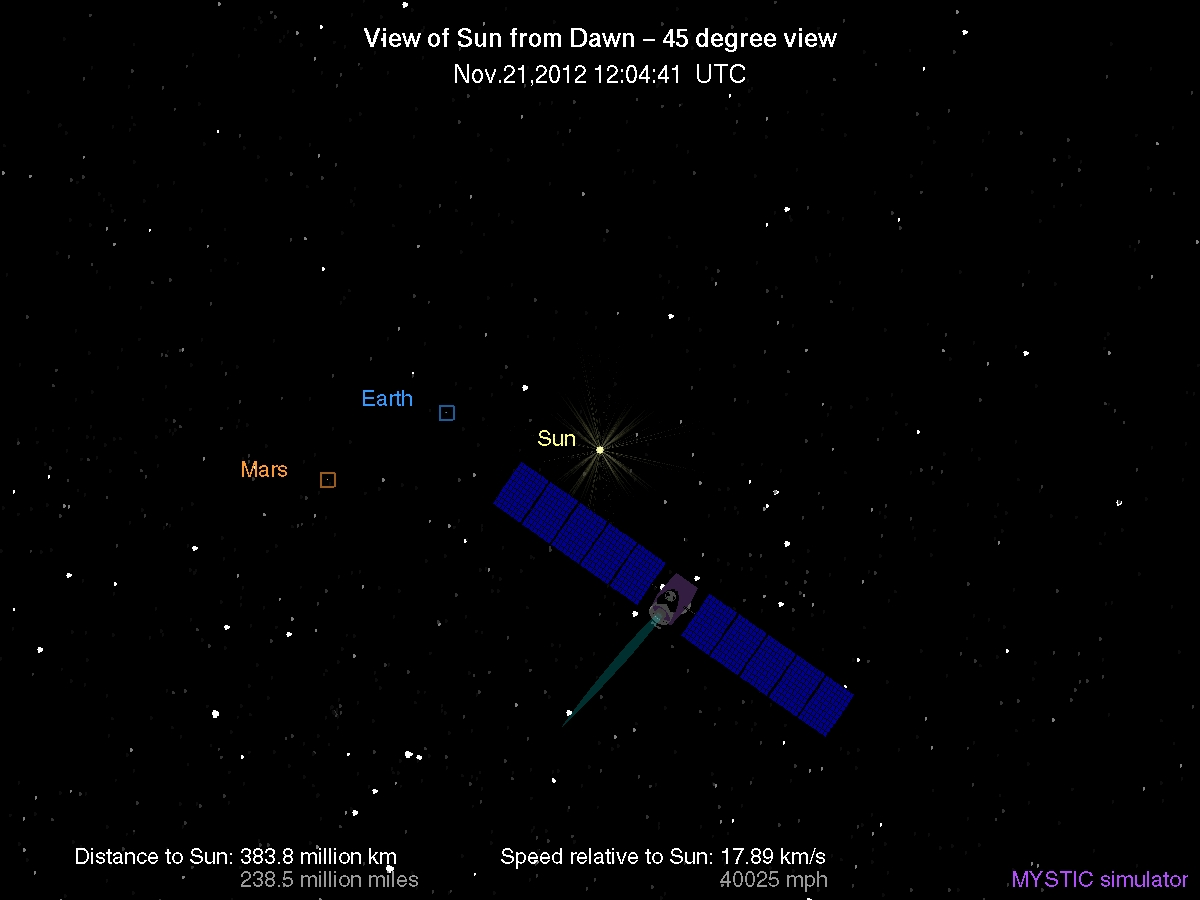 View of Sun from Dawn – 45 degree view
Nov.21,2012 12:04:41 UTC
Earth
Sun
Mars
Distance to Sun: 383.8 million km
238.5 million miles
Speed relative to Sun: 17.89 km/s
40025 mph
MYSTIC simulator